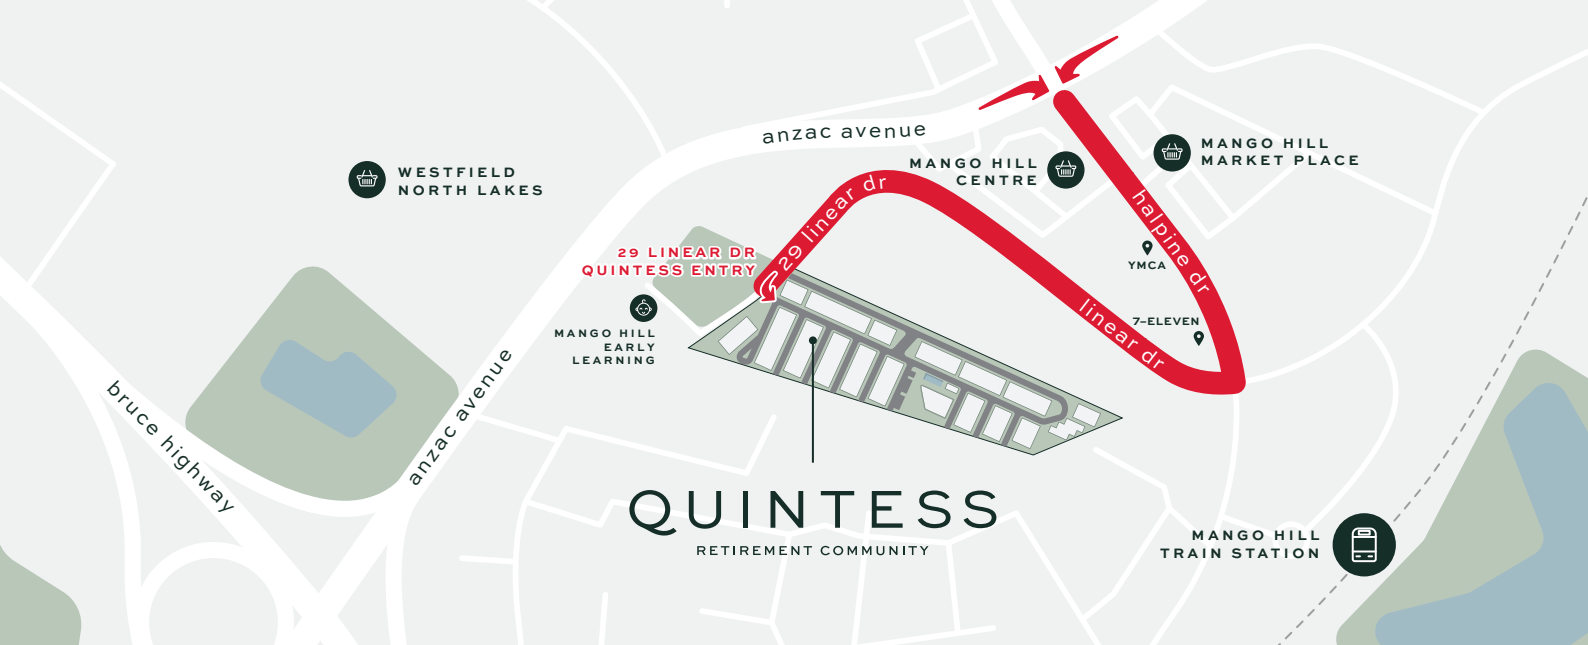 anzac avenue
MANGO HILL
MARKET PLACE
MANGO HILL
CENTRE
WESTFIELD
NORTH LAKES
29 linear dr
halpine dr
29 LINEAR DR
QUINTESS ENTRY
YMCA
linear dr
7-ELEVEN
MANGO HILL
EARLY
LEARNING
bruce highway
anzac avenue
QUINTESS
RETIREMENT COMMUNITY
MANGO HILL
TRAIN STATION